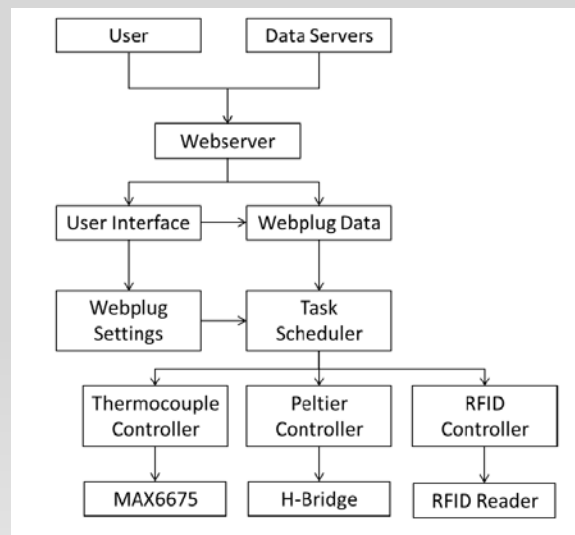 User
Data Servers
Webserver
User Interface
Webplug Data
Webplug
Settings
Task
Scheduler
Thermocouple
Controller
Peltier
Controller
RFID
Controller
MAX6675
H-Bridge
RFID Reader